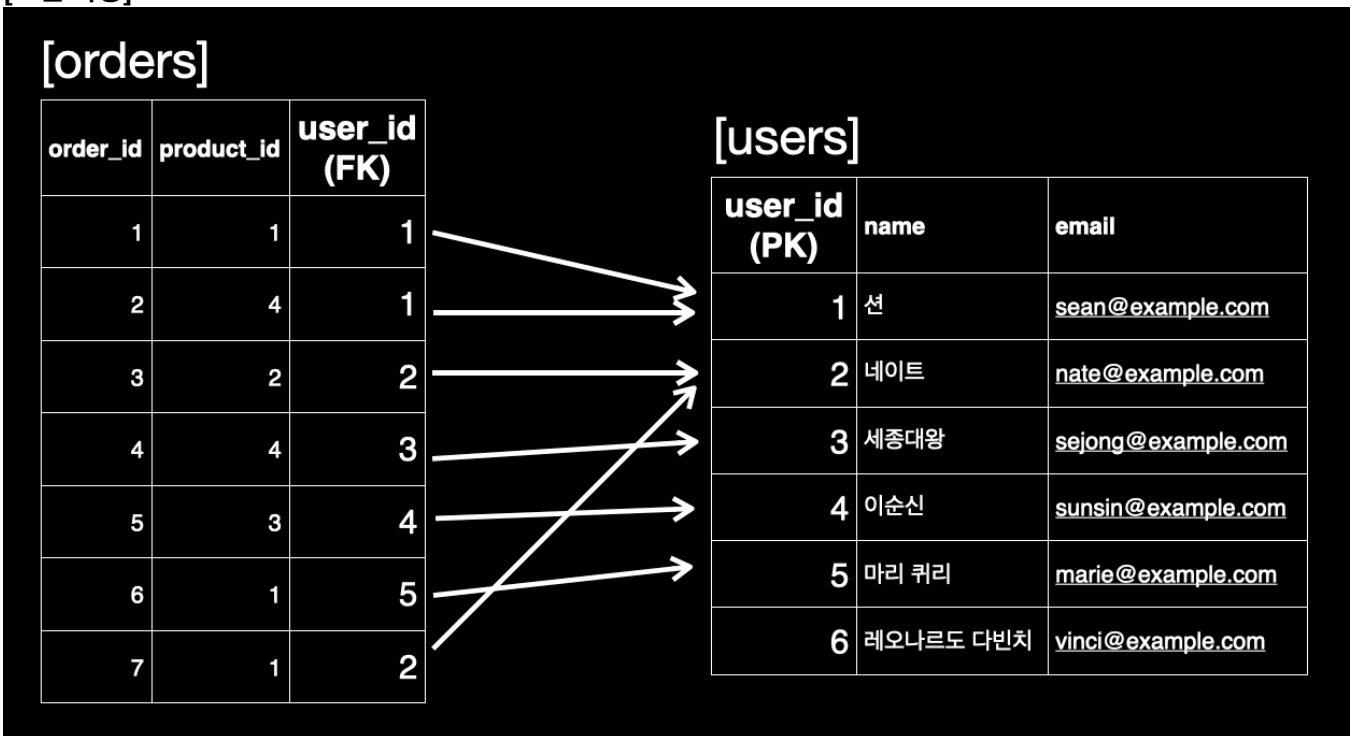 [orders]
order_id product_id user_id (FK)
1 1 1
2 4 1
3 2 2
4 4 3
5 3 4
6 1 5
7 1 2
[users]
user_id (PK) name email
1 션 sean@example.com
2 네이트 nate@example.com
3 세종대왕 sejong@example.com
4 이순신 sunsin@example.com
5 마리 퀴리 marie@example.com
6 레오나르도 다빈치 vinci@example.com